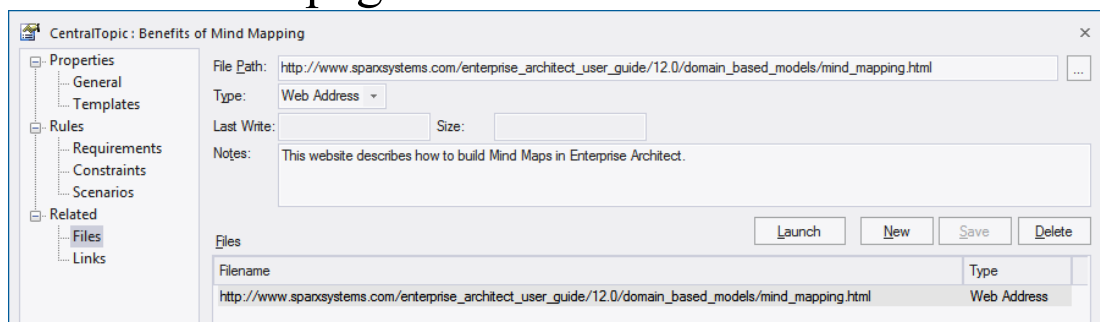 CentralTopic : Benefits of Mind Mapping
Properties
General
Templates
Rules
Requirements
Constraints
Scenarios
Related
Files
Links
File Path: http://www.sparxsystems.com/enterprise_architect_user_guide/12.0/domain_based_models/mind_mapping.html ...
Type: Web Address
Last Write: Size:
Notes: This website describes how to build Mind Maps in Enterprise Architect.
Launch New Save Delete
Files
Filename Type
http://www.sparxsystems.com/enterprise_architect_user_guide/12.0/domain_based_models/mind_mapping.html Web Address